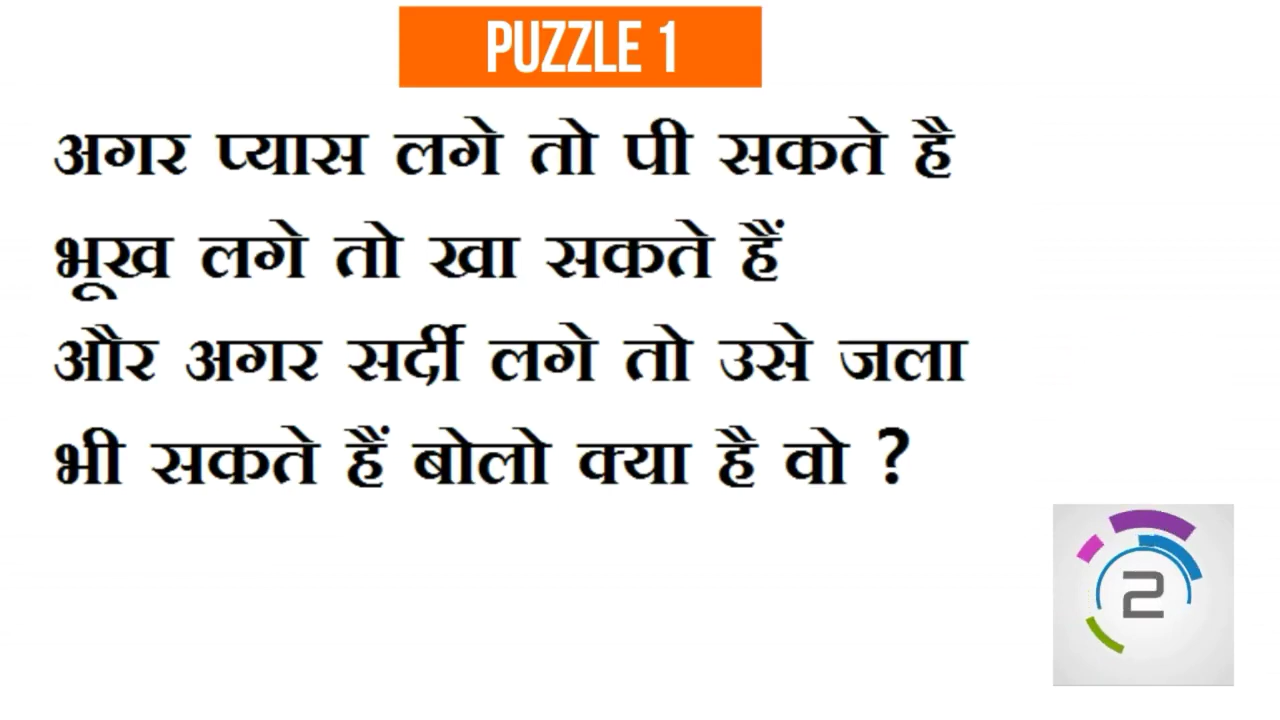 PUZZLE 1
अगर प्यास लगे तो पी सकते है
भूख लगे तो खा सकते हैं
और अगर सर्दी लगे तो उसे जला
भी सकते हैं बोलो क्या है वो ?
2